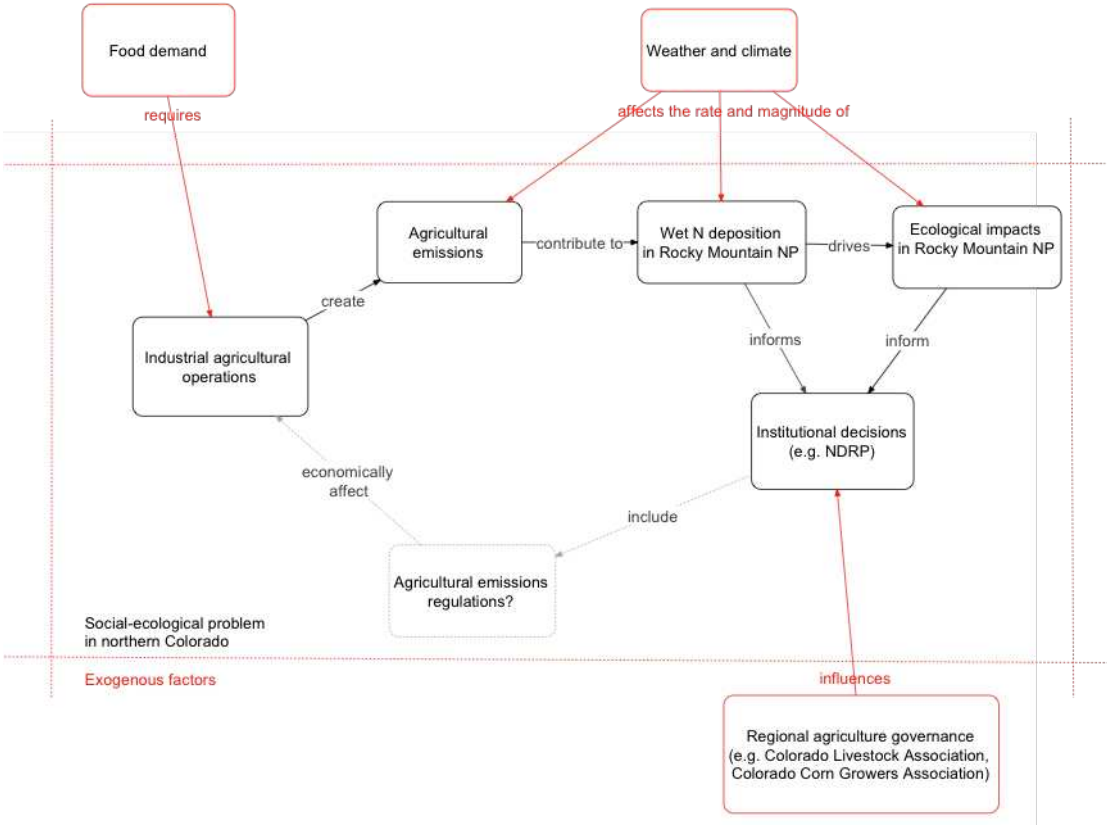 Food demand
Weather and climate
requires
affects the rate and magnitude of
Agricultural
emissions
contribute to
Wet N deposition
in Rocky Mountain NP
drives
Ecological impacts
in Rocky Mountain NP
create
Industrial agricultural
operations
informs
inform
Institutional decisions
(e.g. NDRP)
economically
affect
include
Agricultural emissions
regulations?
Social-ecological problem
in northern Colorado
Exogenous factors
influences
Regional agriculture governance
(e.g. Colorado Livestock Association,
Colorado Corn Growers Association)